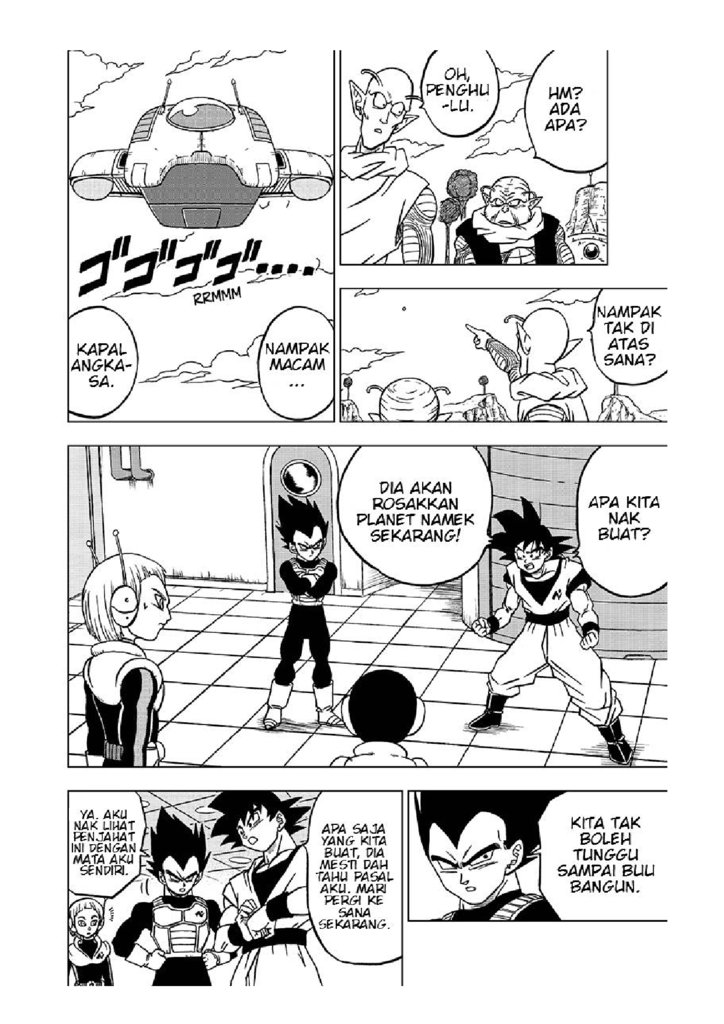 HM?
ADA
APA?
OH,
PENGHU
-LU.
NAMPAK
TAK DI
ATAS
SANA?
ゴゴゴゴ....
RRMMM
NAMPAK
MACAM
...
KAPAL
ANGKA-
SA.
APA KITA
NAK
BUAT?
DIA AKAN
ROSAKKAN
PLANET NAMEK
SEKARANG!
KITA TAK
BOLEH
TUNGGU
SAMPAI BUU
BANGUN.
APA SAJA
YANG KITA
BUAT, DIA
MESTI DAH
TAHU PASAL
AKU. MARI
PERGI KE
SANA
SEKARANG.
YA. AKU
NAK LIHAT
PENJAHAT
INI DENGAN
MATA AKU
SENDIRI.